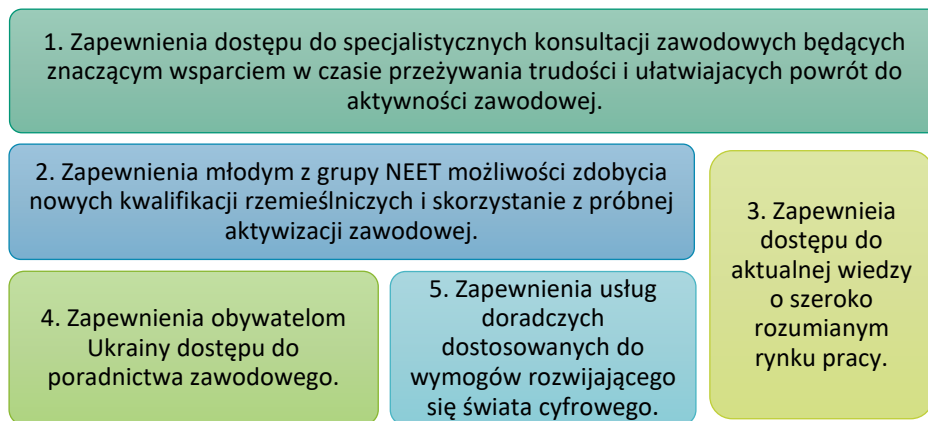 1. Zapewnienia dostępu do specjalistycznych konsultacji zawodowych będących
znaczącym wsparciem w czasie przeżywania trudości i ułatwiajacych powrót do
aktywności zawodowej.
2. Zapewnienia młodym z grupy NEET możliwości zdobycia
nowych kwalifikacji rzemieślniczych i skorzystanie z próbnej
aktywizacji zawodowej.
3. Zapewnieia
dostępu do
aktualnej wiedzy
o szeroko
rozumianym
rynku pracy.
4. Zapewnienia obywatelom
Ukrainy dostępu do
poradnictwa zawodowego.
5. Zapewnienia usług
doradczych
dostosowanych do
wymogów rozwijającego
się świata cyfrowego.